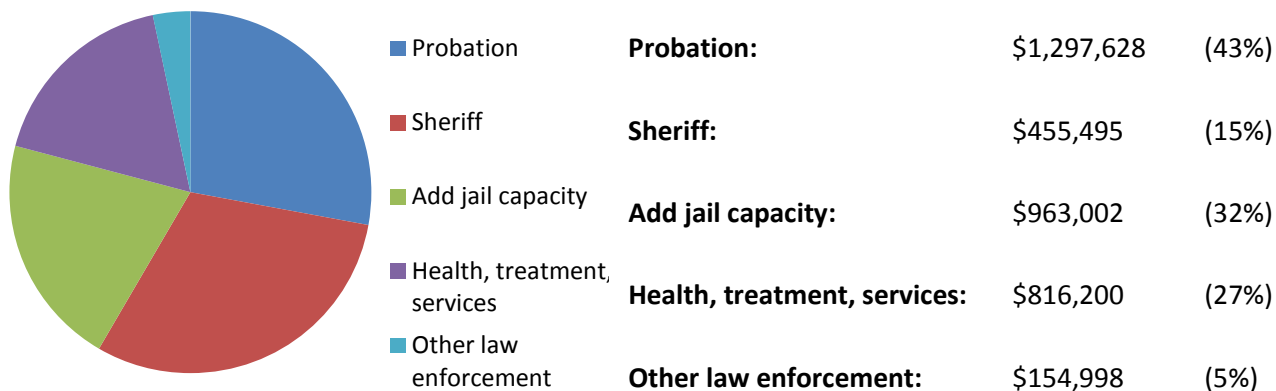 Probation
Sheriff
Add jail capacity
Health, treatment,
services
Other law
enforcement
Probation: $1,297,628 (43%)
Sheriff: $455,495 (15%)
Add jail capacity: $963,002 (32%)
Health, treatment, services: $816,200 (27%)
Other law enforcement: $154,998 (5%)